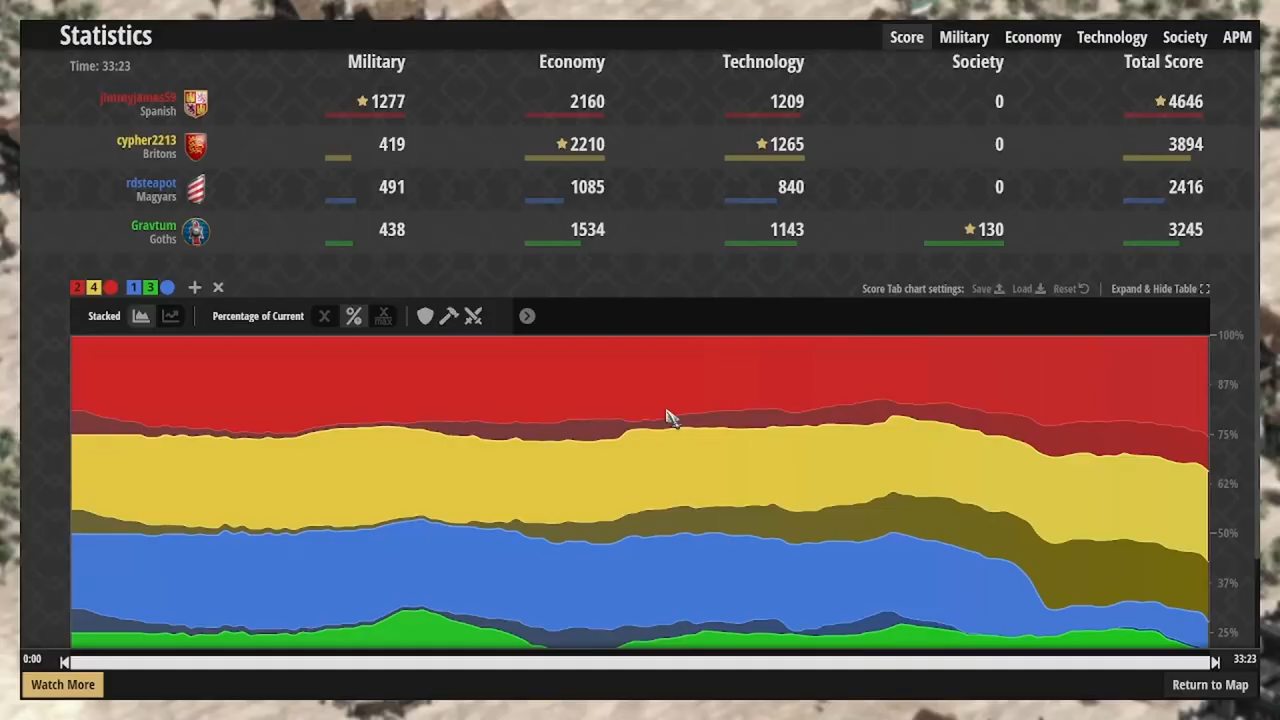 Statistics
Score Military Economy Technology Society APM
Time: 33:23
Military Economy Technology Society Total Score
jimmyjames59
Spanish
1277 2160 1209 0 4646
cypher2213
Britons
419 2210 1265 0 3894
rdsteapot
Magyars
491 1085 840 0 2416
Gravtum
Goths
438 1534 1143 130 3245
2 4 1 3
Score Tab chart settings: Save Load Reset | Expand & Hide Table
Stacked Percentage of Current X % X max
100%
87%
75%
62%
50%
37%
25%
0:00 33:23
Watch More Return to Map